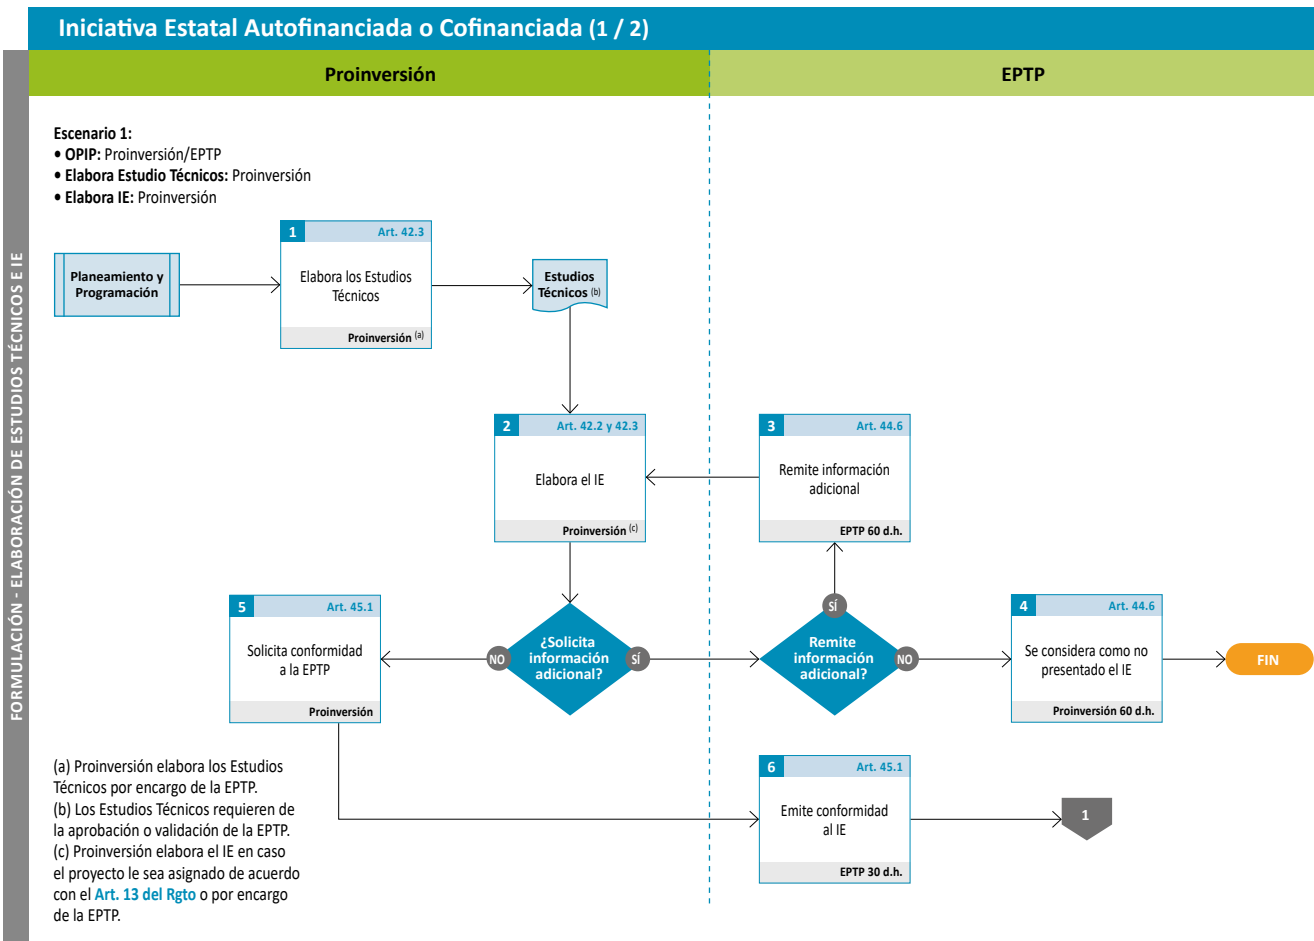 Iniciativa Estatal Autofinanciada o Cofinanciada (1 / 2)
Proinversión
EPTP
FORMULACIÓN - ELABORACIÓN DE ESTUDIOS TÉCNICOS E IE
Escenario 1:
• OPIP: Proinversión/EPTP
• Elabora Estudio Técnicos: Proinversión
• Elabora IE: Proinversión
Planeamiento y
Programación
1 Art. 42.3
Elabora los Estudios
Técnicos
Proinversión (a)
Estudios
Técnicos (b)
2 Art. 42.2 y 42.3
Elabora el IE
Proinversión (c)
3 Art. 44.6
Remite información
adicional
EPTP 60 d.h.
5 Art. 45.1
Solicita conformidad
a la EPTP
Proinversión
NO
¿Solicita
información
adicional?
SÍ
SÍ
Remite
información
adicional?
NO
4 Art. 44.6
Se considera como no
presentado el IE
Proinversión 60 d.h.
FIN
6 Art. 45.1
Emite conformidad
al IE
EPTP 30 d.h.
1
(a) Proinversión elabora los Estudios
Técnicos por encargo de la EPTP.
(b) Los Estudios Técnicos requieren de
la aprobación o validación de la EPTP.
(c) Proinversión elabora el IE en caso
el proyecto le sea asignado de acuerdo
con el Art. 13 del Rgto o por encargo
de la EPTP.